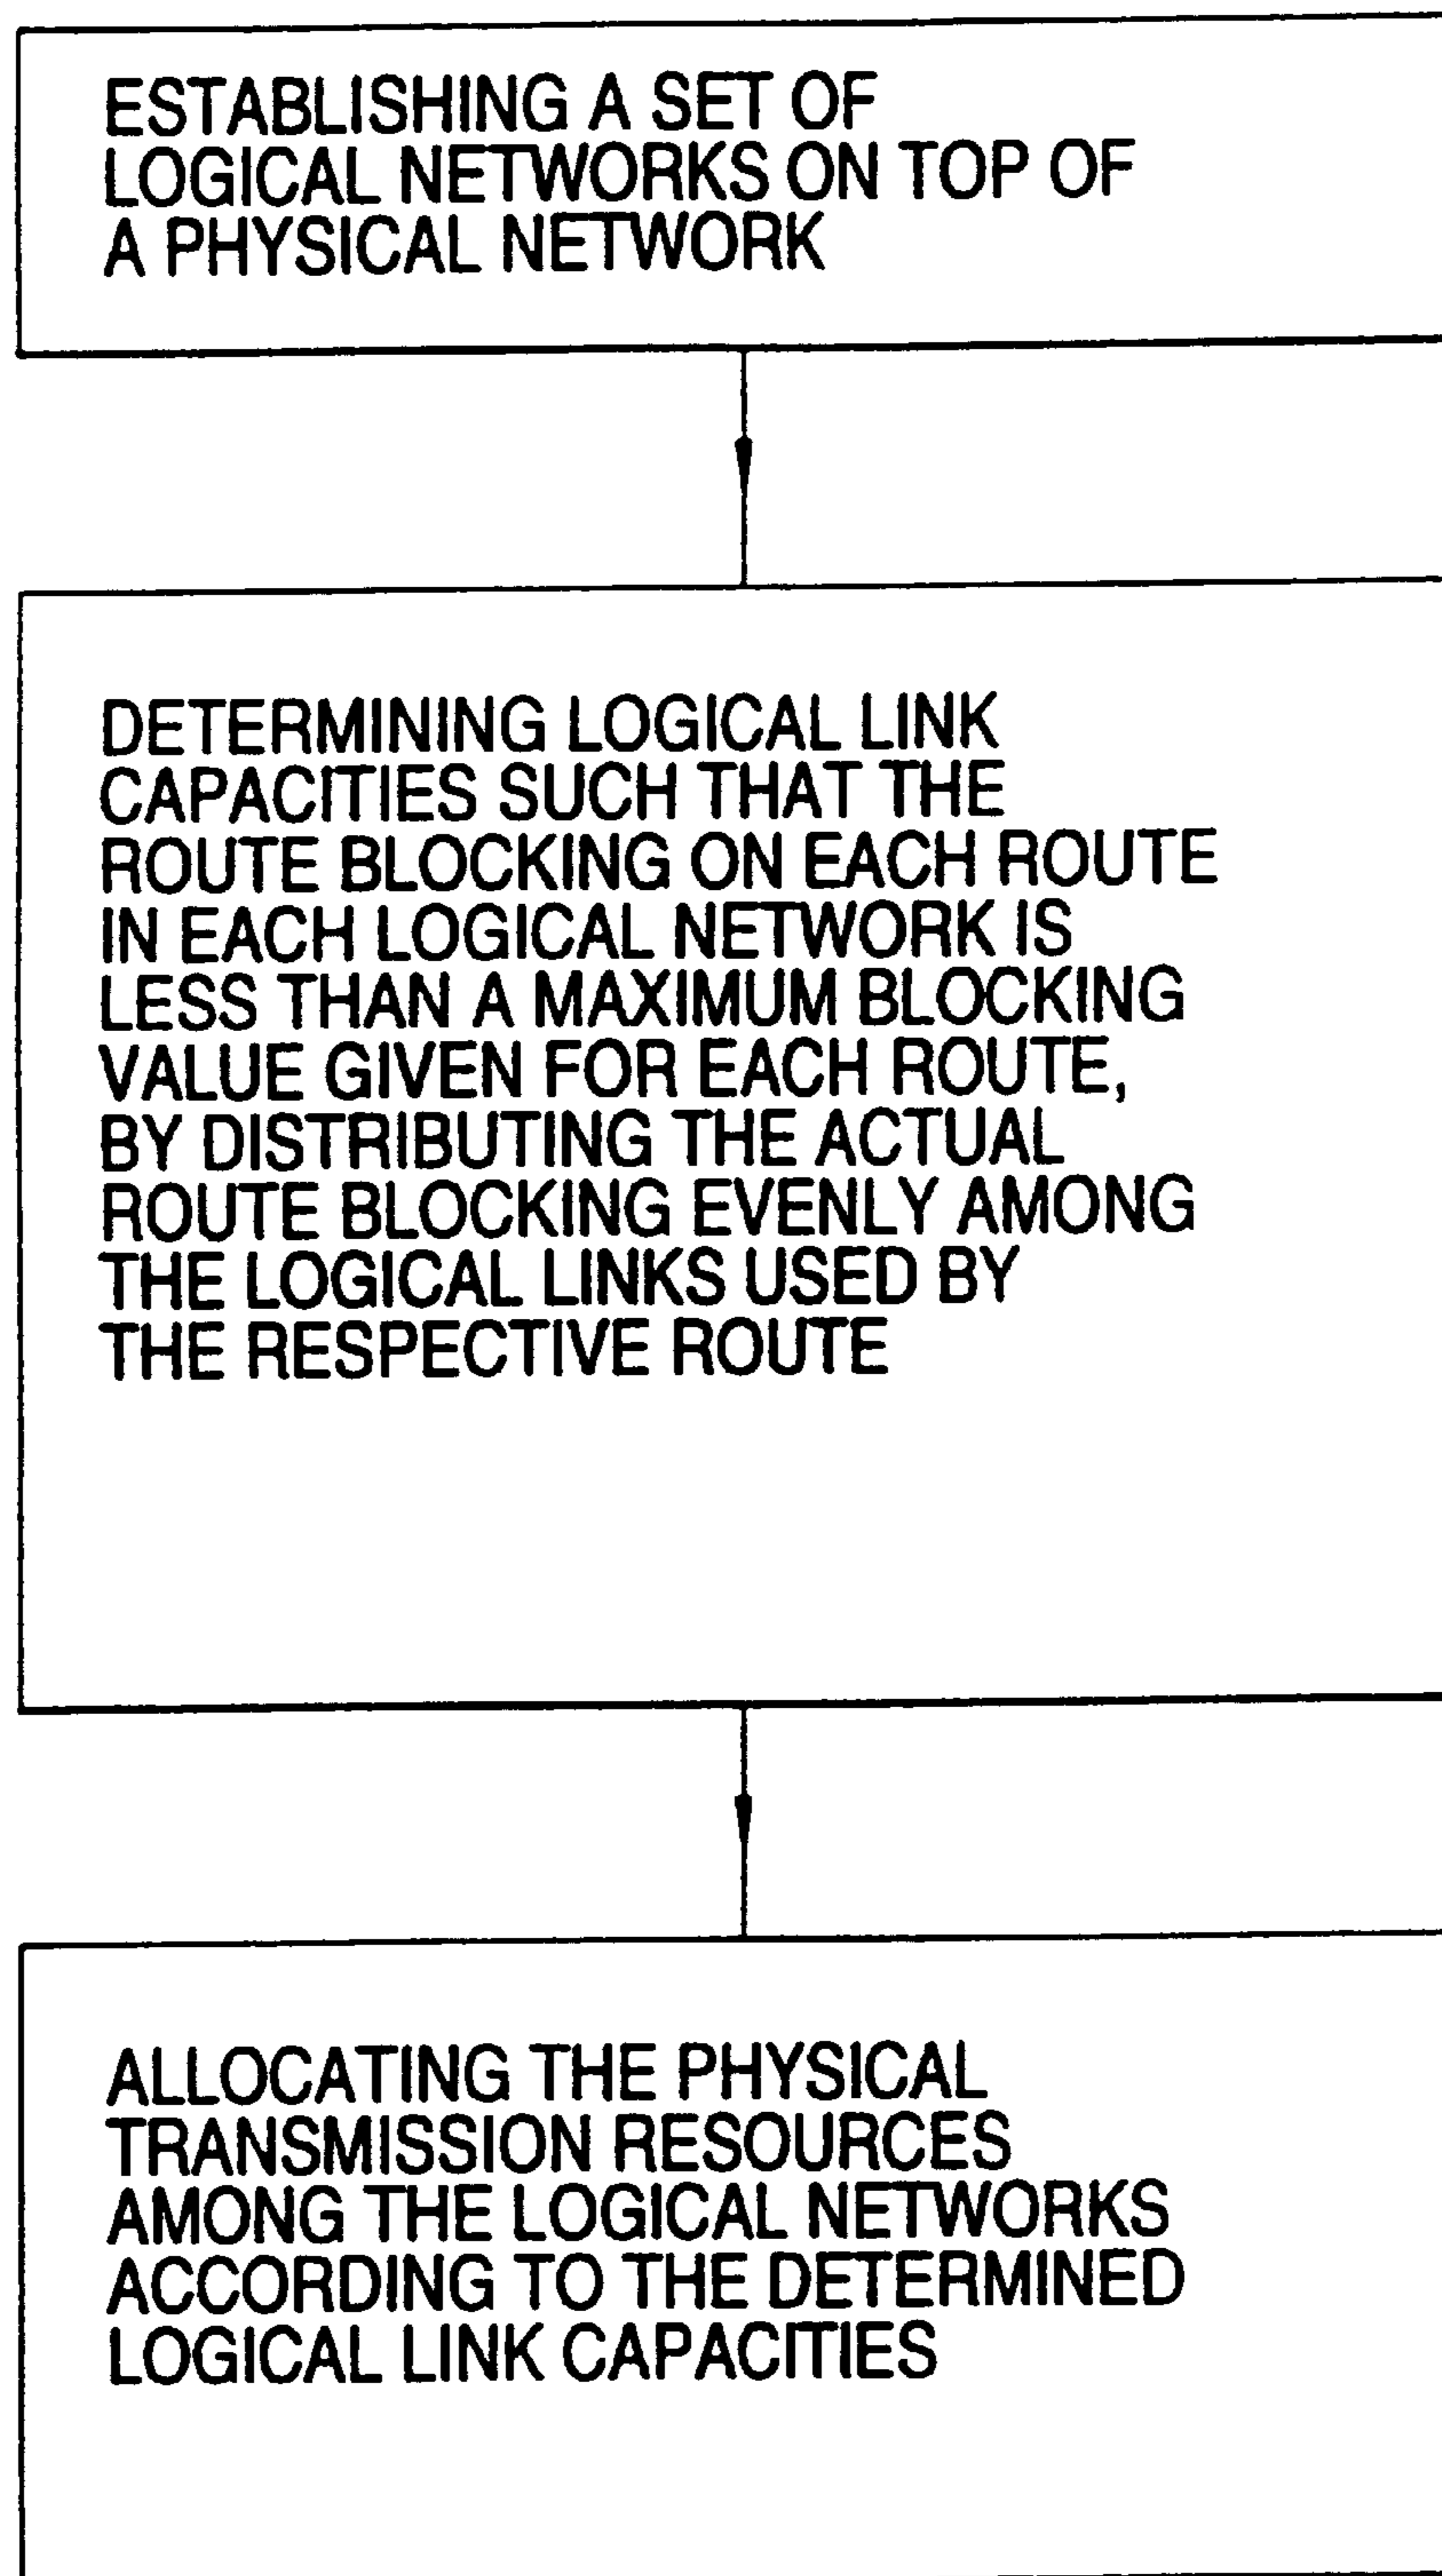 ESTABLISHING A SET OF
LOGICAL NETWORKS ON TOP OF
A PHYSICAL NETWORK
DETERMINING LOGICAL LINK
CAPACITIES SUCH THAT THE
ROUTE BLOCKING ON EACH ROUTE
IN EACH LOGICAL NETWORK IS
LESS THAN A MAXIMUM BLOCKING
VALUE GIVEN FOR EACH ROUTE,
BY DISTRIBUTING THE ACTUAL
ROUTE BLOCKING EVENLY AMONG
THE LOGICAL LINKS USED BY
THE RESPECTIVE ROUTE
ALLOCATING THE PHYSICAL
TRANSMISSION RESOURCES
AMONG THE LOGICAL NETWORKS
ACCORDING TO THE DETERMINED
LOGICAL LINK CAPACITIES